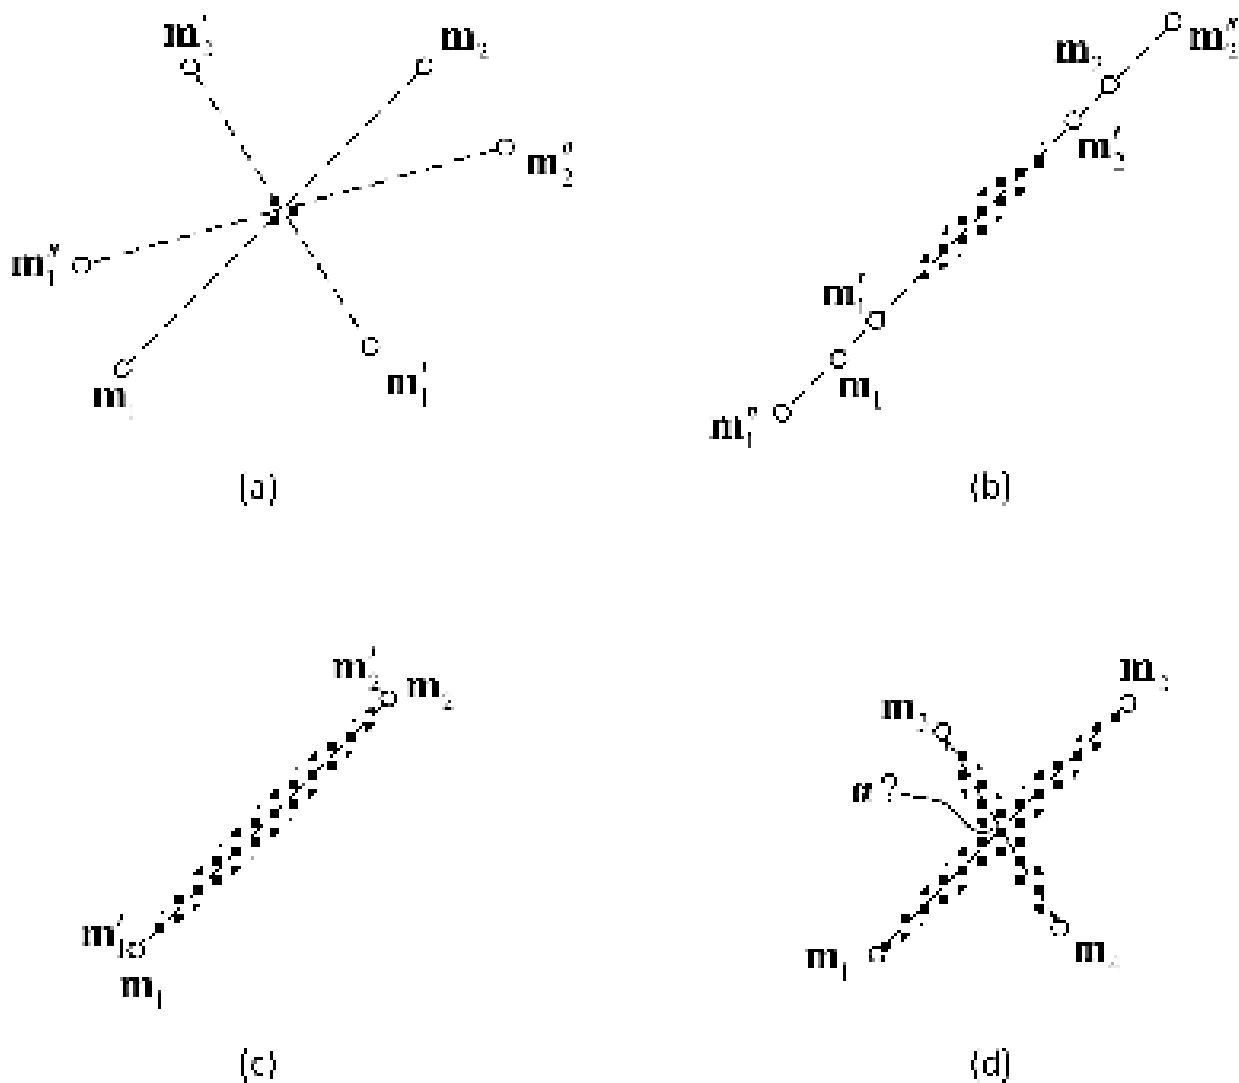 m₂′ m₂
m₂″
m₁″
m₁ m₁′
(a)
m₂″
m₂
m₂′
m₁′
m₁
m₁″
(b)
m₂′ m₂
m₁′
m₁
(c)
m₂
m₃
a?
m₁
m₄
(d)